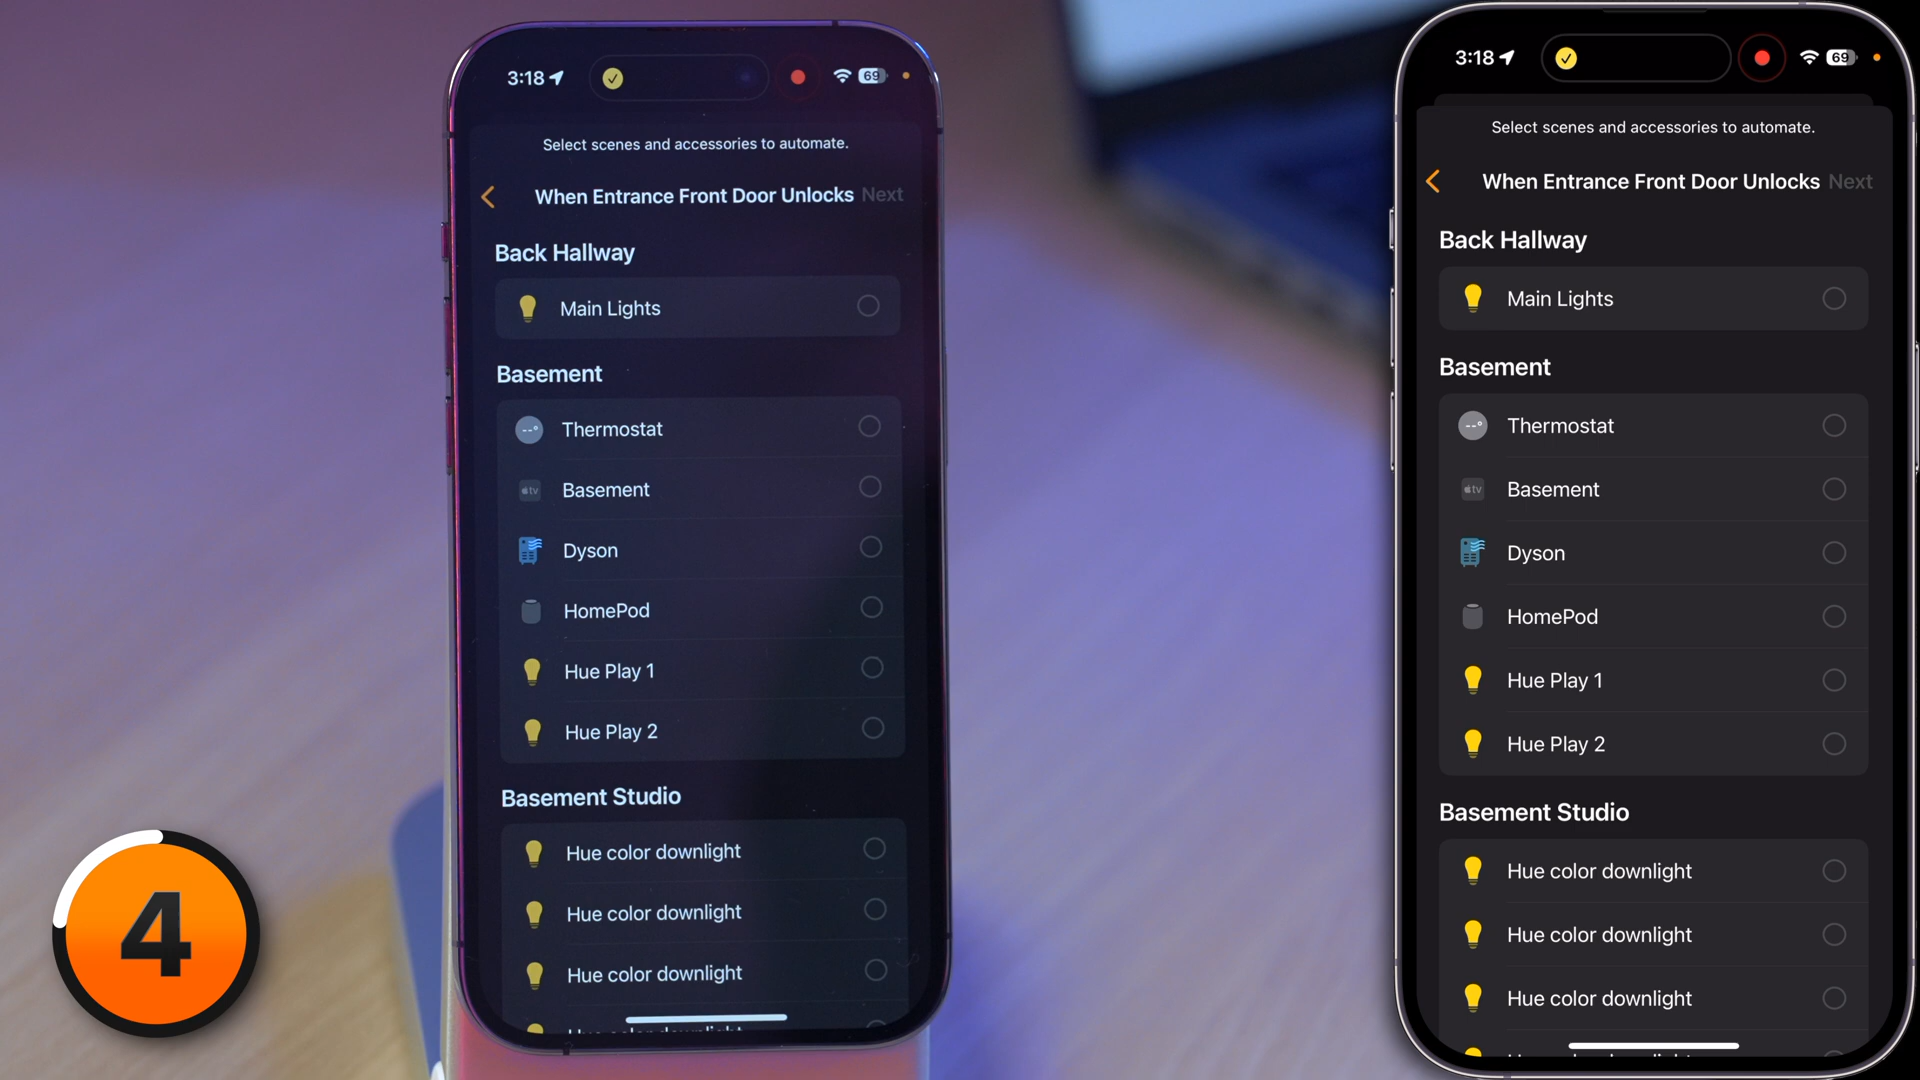 3:18
69
Select scenes and accessories to automate.
When Entrance Front Door Unlocks Next
Back Hallway
Main Lights
Basement
Thermostat
tv Basement
Dyson
HomePod
Hue Play 1
Hue Play 2
Basement Studio
Hue color downlight
Hue color downlight
Hue color downlight
4
3:18
69
Select scenes and accessories to automate.
When Entrance Front Door Unlocks Next
Back Hallway
Main Lights
Basement
Thermostat
tv Basement
Dyson
HomePod
Hue Play 1
Hue Play 2
Basement Studio
Hue color downlight
Hue color downlight
Hue color downlight